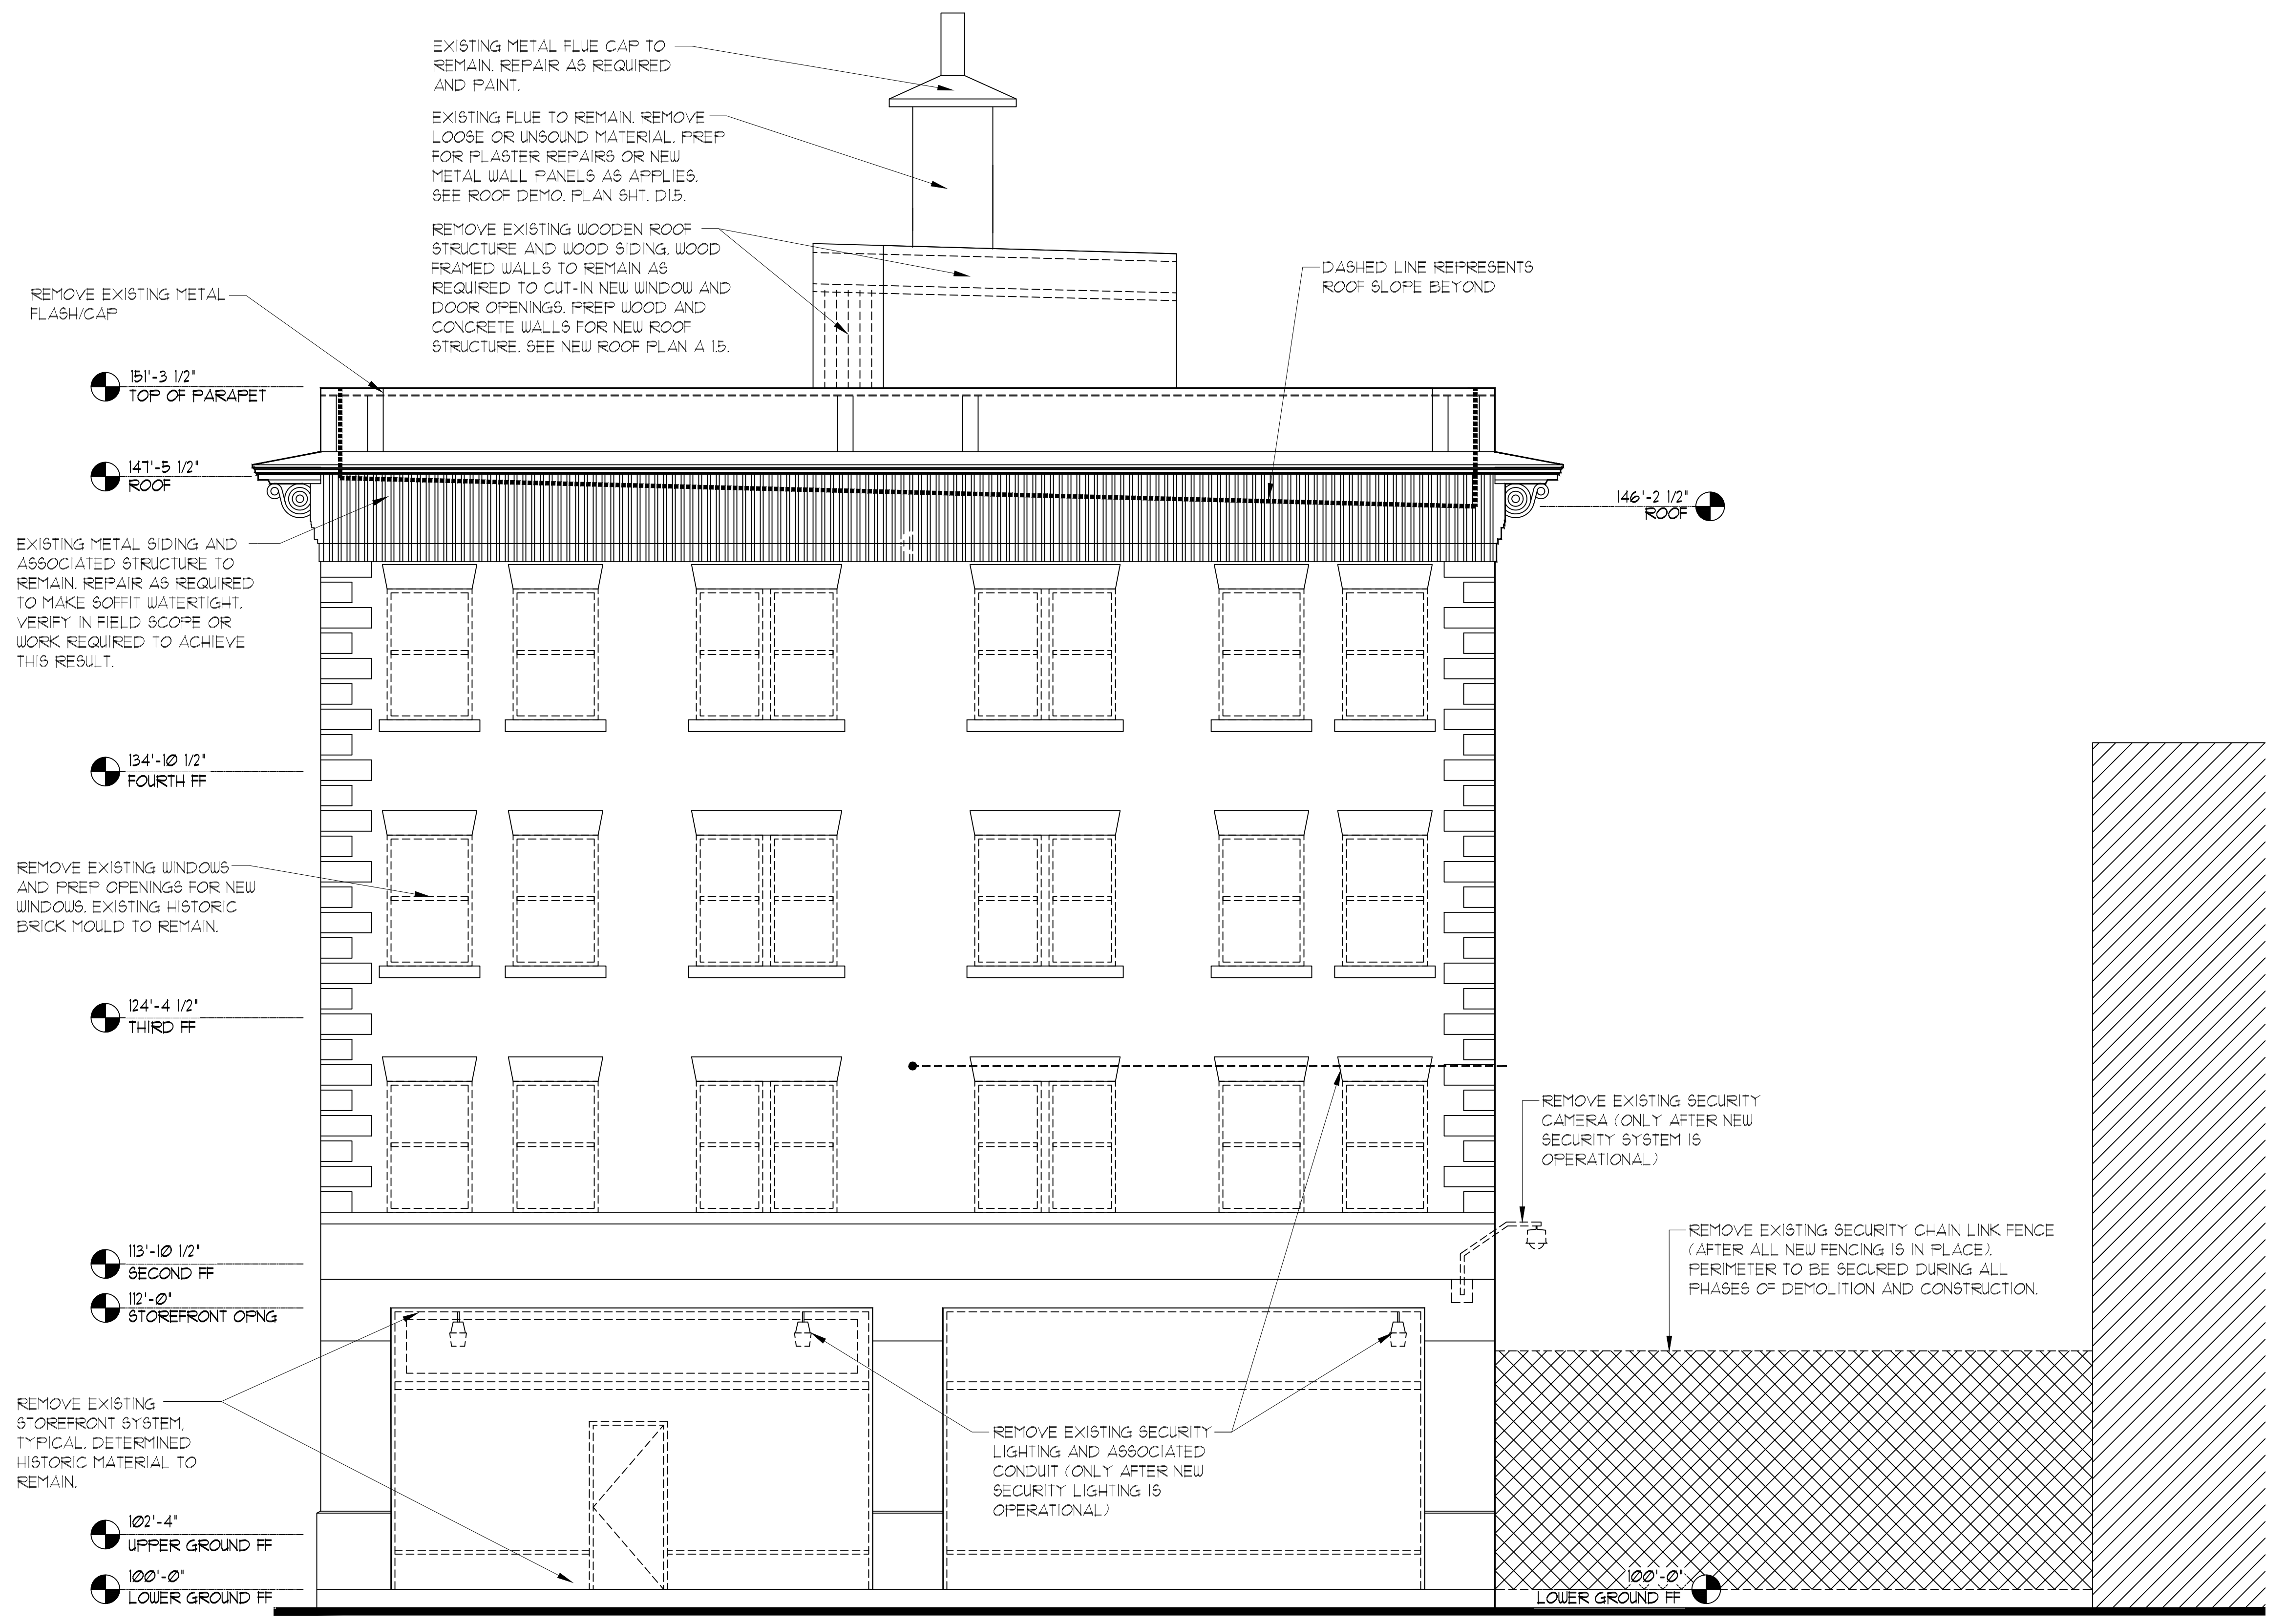 EXISTING METAL FLUE CAP TO
REMAIN. REPAIR AS REQUIRED
AND PAINT.
EXISTING FLUE TO REMAIN. REMOVE
LOOSE OR UNSOUND MATERIAL. PREP
FOR PLASTER REPAIRS OR NEW
METAL WALL PANELS AS APPLIES.
SEE ROOF DEMO. PLAN SHT. D1.5.
REMOVE EXISTING WOODEN ROOF
STRUCTURE AND WOOD SIDING. WOOD
FRAMED WALLS TO REMAIN AS
REQUIRED TO CUT-IN NEW WINDOW AND
DOOR OPENINGS. PREP WOOD AND
CONCRETE WALLS FOR NEW ROOF
STRUCTURE. SEE NEW ROOF PLAN A 1.5.
DASHED LINE REPRESENTS
ROOF SLOPE BEYOND
REMOVE EXISTING METAL
FLASH/CAP
151'-3 1/2"
TOP OF PARAPET
147'-5 1/2"
ROOF
146'-2 1/2"
ROOF
EXISTING METAL SIDING AND
ASSOCIATED STRUCTURE TO
REMAIN. REPAIR AS REQUIRED
TO MAKE SOFFIT WATERTIGHT.
VERIFY IN FIELD SCOPE OR
WORK REQUIRED TO ACHIEVE
THIS RESULT.
134'-10 1/2"
FOURTH FF
REMOVE EXISTING WINDOWS
AND PREP OPENINGS FOR NEW
WINDOWS. EXISTING HISTORIC
BRICK MOULD TO REMAIN.
124'-4 1/2"
THIRD FF
REMOVE EXISTING SECURITY
CAMERA (ONLY AFTER NEW
SECURITY SYSTEM IS
OPERATIONAL)
REMOVE EXISTING SECURITY CHAIN LINK FENCE
(AFTER ALL NEW FENCING IS IN PLACE).
PERIMETER TO BE SECURED DURING ALL
PHASES OF DEMOLITION AND CONSTRUCTION.
113'-10 1/2"
SECOND FF
112'-0"
STOREFRONT OPNG
REMOVE EXISTING
STOREFRONT SYSTEM,
TYPICAL. DETERMINED
HISTORIC MATERIAL TO
REMAIN.
REMOVE EXISTING SECURITY
LIGHTING AND ASSOCIATED
CONDUIT (ONLY AFTER NEW
SECURITY LIGHTING IS
OPERATIONAL)
102'-4"
UPPER GROUND FF
100'-0"
LOWER GROUND FF
100'-0"
LOWER GROUND FF